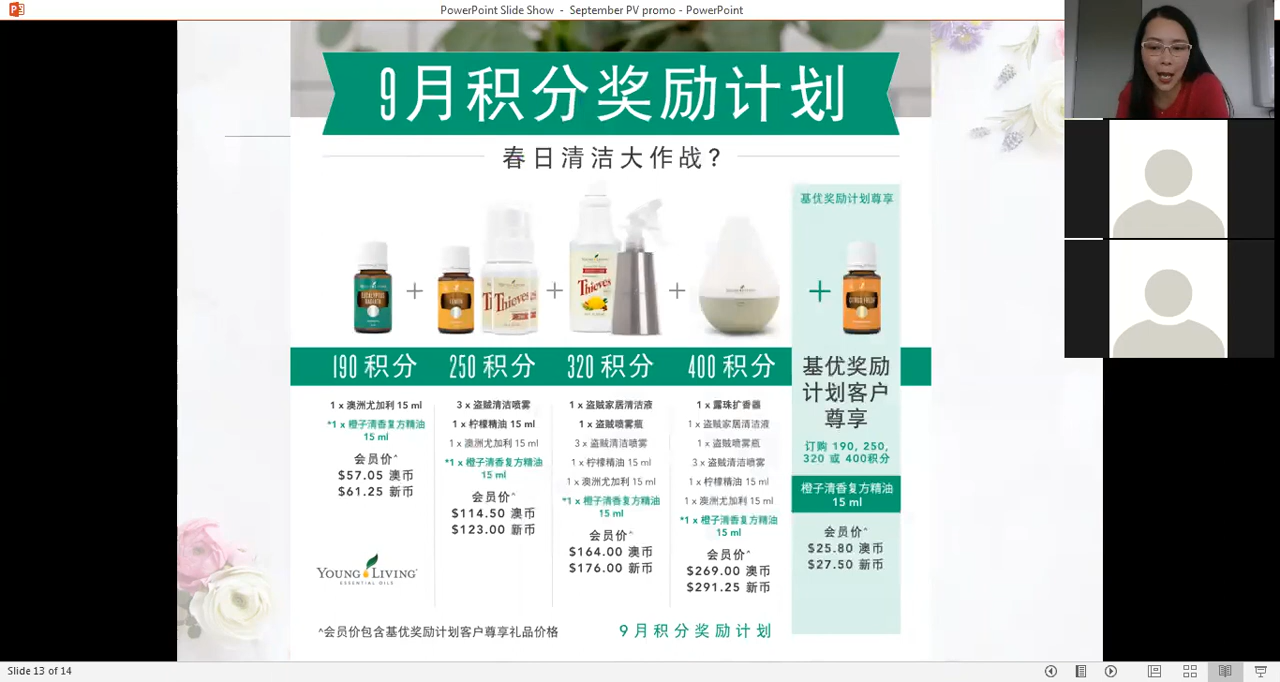 PowerPoint Slide Show - September PV promo - PowerPoint
9月积分奖励计划
春日清洁大作战?
基优奖励计划尊享
EUCALYPTUS RADIATA
LEMON
Thieves
Thieves
CITRUS FRESH
190 积分
1 x 澳洲尤加利 15 ml
*1 x 橙子清香复方精油
15 ml
会员价^
$57.05 澳币
$61.25 新币
250 积分
3 x 盗贼清洁喷雾
1 x 柠檬精油 15 ml
1 x 澳洲尤加利 15 ml
*1 x 橙子清香复方精油
15 ml
会员价^
$114.50 澳币
$123.00 新币
320 积分
1 x 盗贼家居清洁液
1 x 盗贼喷雾瓶
3 x 盗贼清洁喷雾
1 x 柠檬精油 15 ml
1 x 澳洲尤加利 15 ml
*1 x 橙子清香复方精油
15 ml
会员价^
$164.00 澳币
$176.00 新币
400 积分
1 x 露珠扩香器
1 x 盗贼家居清洁液
1 x 盗贼喷雾瓶
3 x 盗贼清洁喷雾
1 x 柠檬精油 15 ml
1 x 澳洲尤加利 15 ml
*1 x 橙子清香复方精油
15 ml
会员价^
$269.00 澳币
$291.25 新币
基优奖励
计划客户
尊享
订购 190, 250,
320 或 400积分
橙子清香复方精油
15 ml
会员价^
$25.80 澳币
$27.50 新币
YOUNG LIVING
ESSENTIAL OILS
^会员价包含基优奖励计划客户尊享礼品价格
9月积分奖励计划
Slide 13 of 14